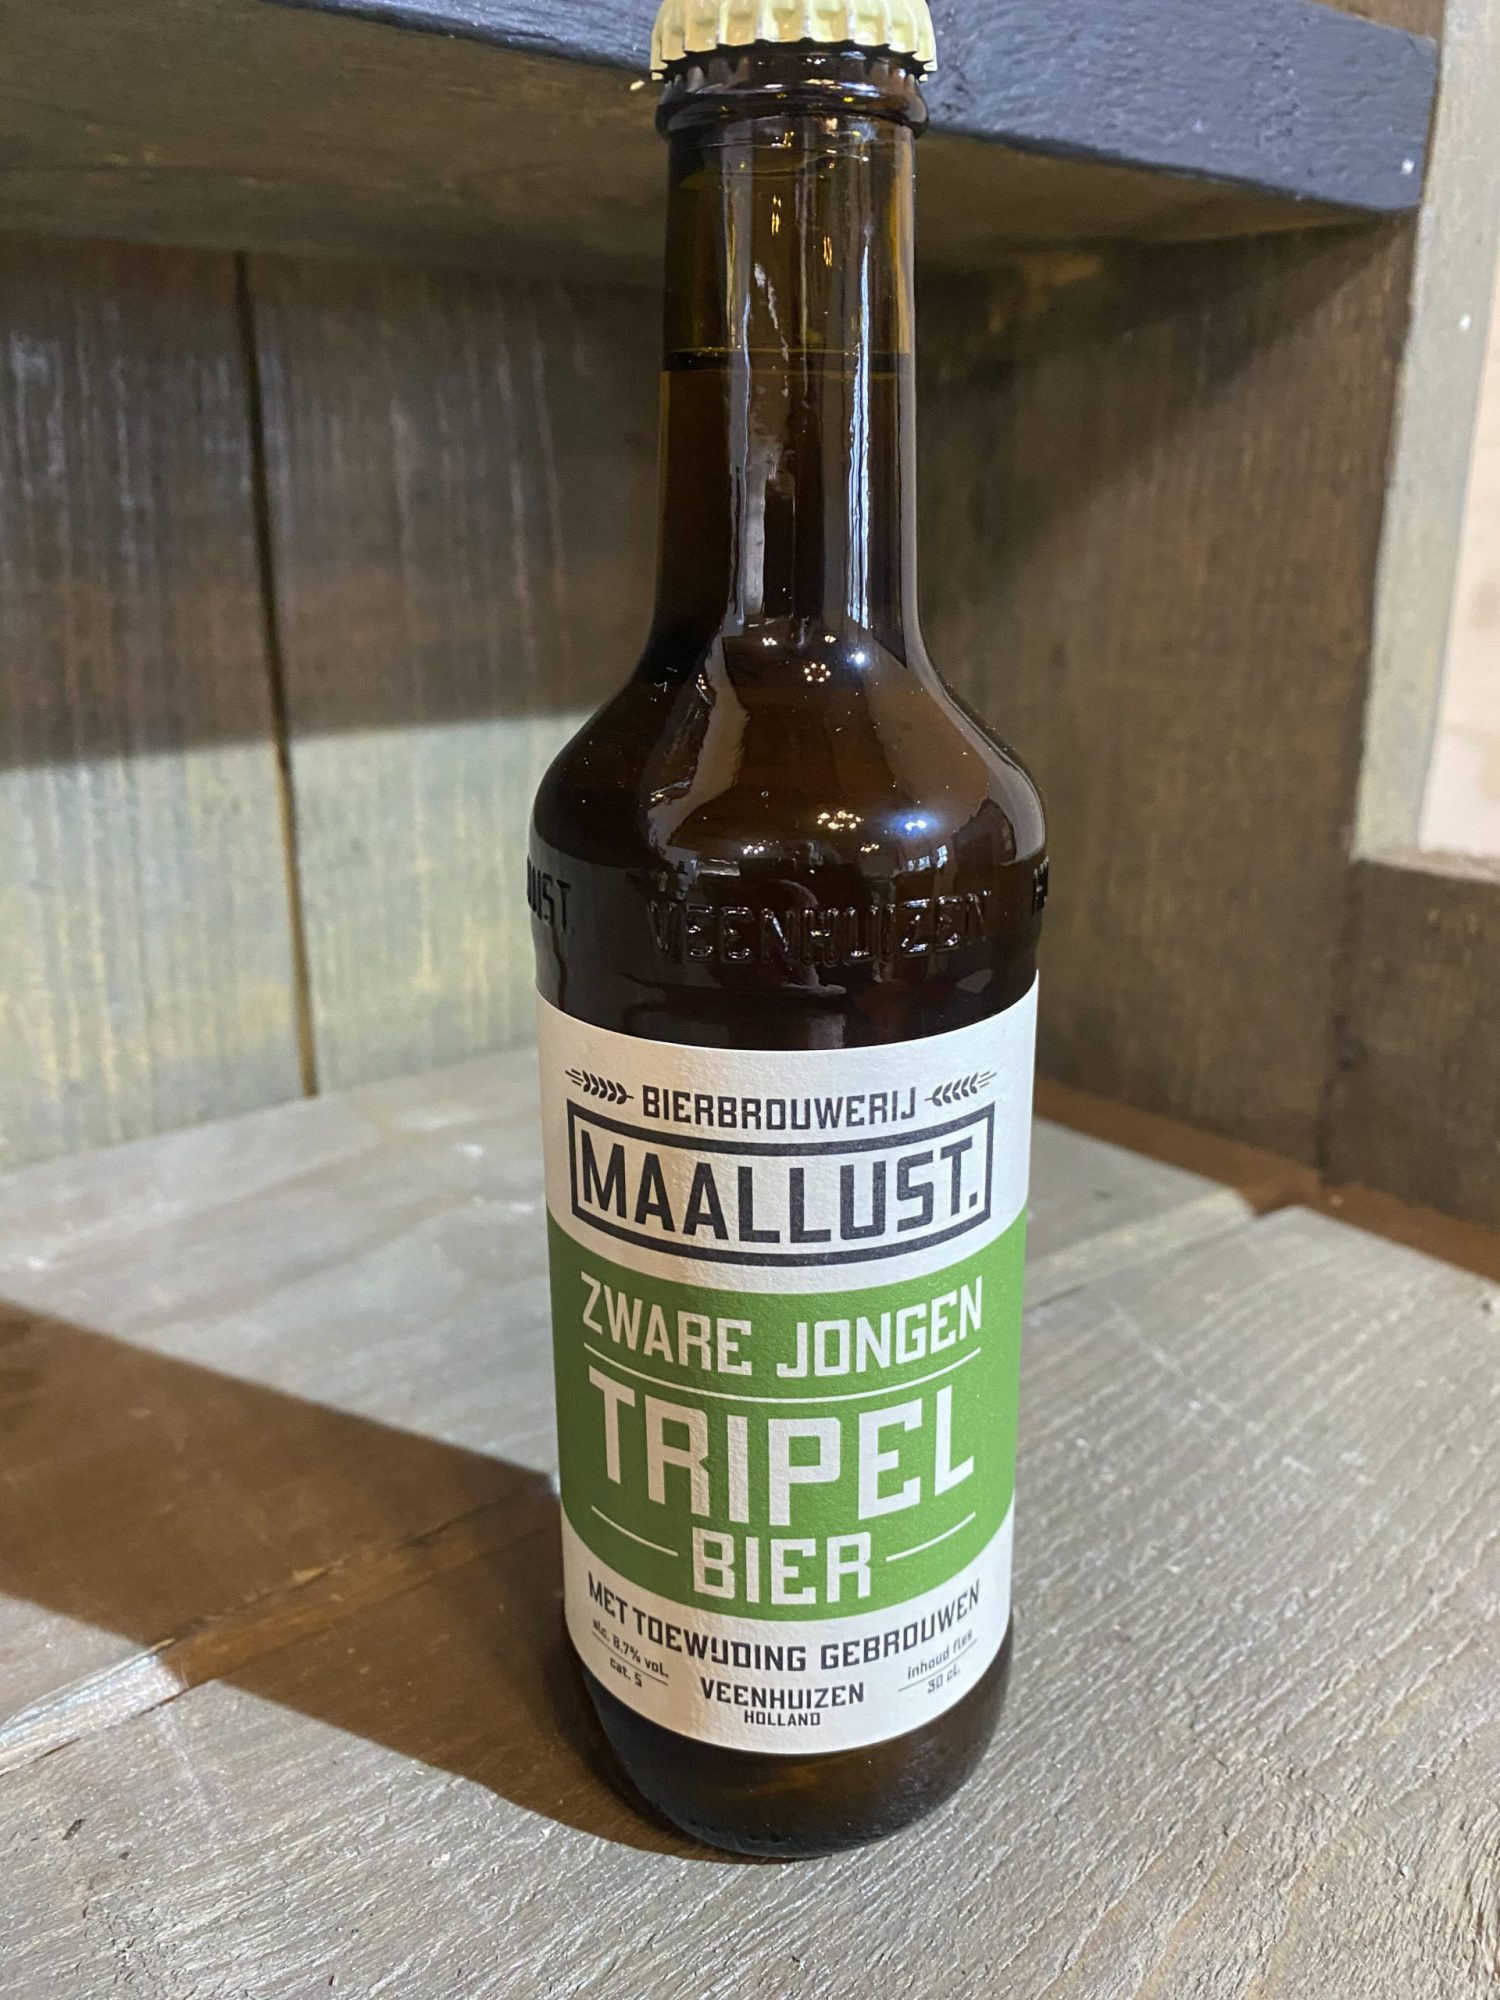 VEENHUIZEN
BIERBROUWERIJ
MAALLUST.
ZWARE JONGEN
TRIPEL
BIER
MET TOEWIJDING GEBROUWEN
alc. 8.7% vol.
cat. 5
VEENHUIZEN
HOLLAND
inhoud fles
30 cl.